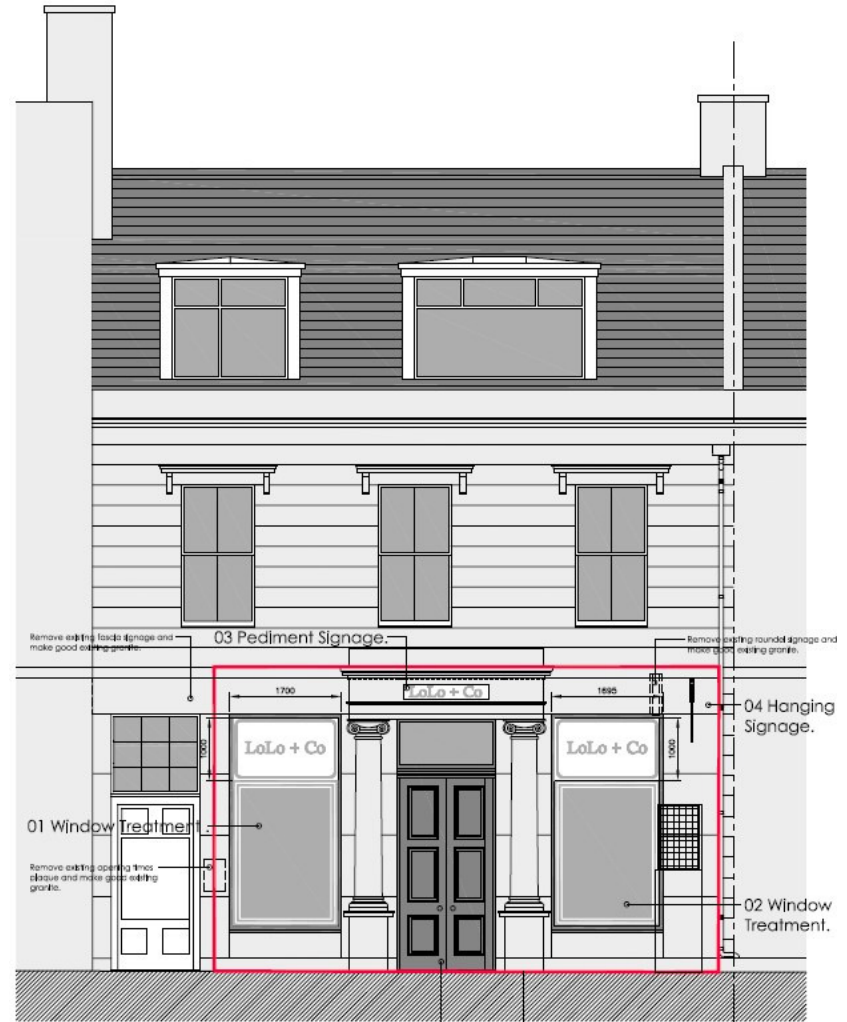 Remove existing fascia signage and
make good existing granite.
03 Pediment Signage.
Remove existing roundel signage and
make good existing granite.
LoLo + Co
1700
1695
04 Hanging
Signage.
1000
LoLo + Co
LoLo + Co
1000
01 Window Treatment.
Remove existing opening times
plaque and make good existing
granite.
02 Window
Treatment.